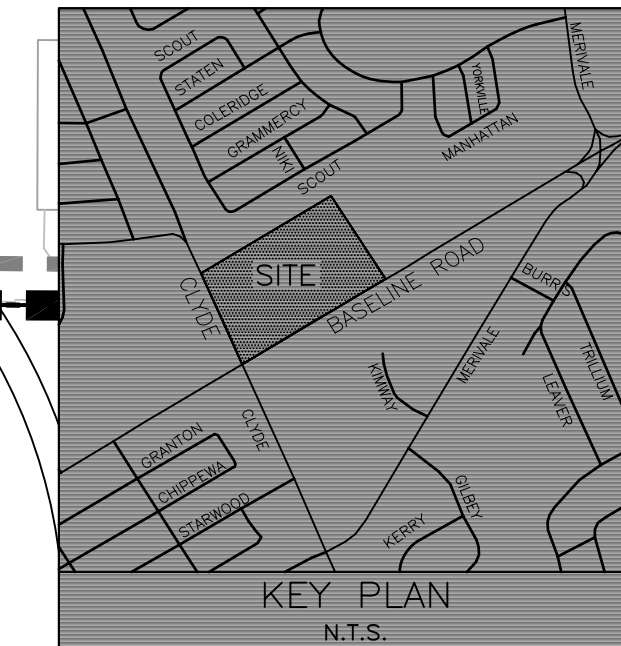 SCOUT
MERIVALE
STATEN
YORKVILLE
COLERIDGE
GRAMMERCY
MANHATTAN
NIKI
SCOUT
SITE
CLYDE
BASELINE ROAD
BURRIS
MERIVALE
TRILLIUM
KIMWAY
LEAVER
CLYDE
GRANTON
CHIPPEWA
STARWOOD
GILBEY
KERRY
KEY PLAN
N.T.S.